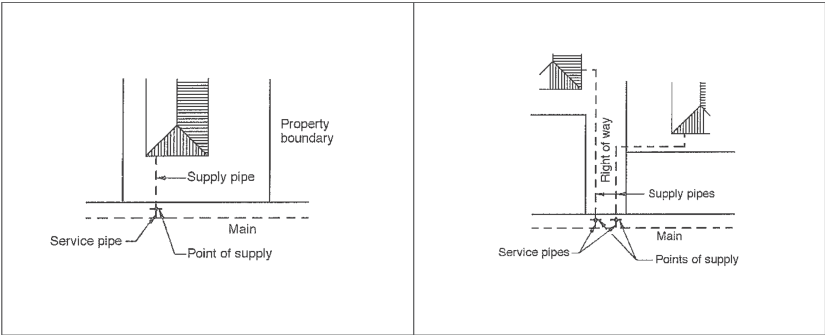 Property
boundary
Supply pipe
Main
Service pipe
Point of supply
Right of way
Supply pipes
Main
Service pipes
Points of supply